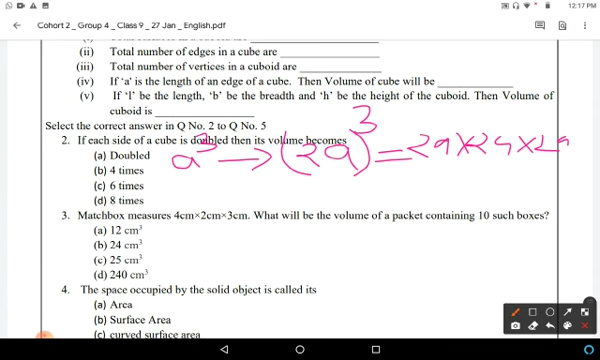 12:17 PM
Cohort 2 _ Group 4 _ Class 9 _ 27 Jan _ English.pdf
(ii) Total number of edges in a cube are
(iii) Total number of vertices in a cuboid are
(iv) If 'a' is the length of an edge of a cube. Then Volume of cube will be
(v) If 'l' be the length, 'b' be the breadth and 'h' be the height of the cuboid. Then Volume of
cuboid is
Select the correct answer in Q No. 2 to Q No. 5
2. If each side of a cube is doubled then its volume becomes
a³ → (2a)³ = 2a×2a×2a
(a) Doubled
(b) 4 times
(c) 6 times
(d) 8 times
3. Matchbox measures 4cm×2cm×3cm. What will be the volume of a packet containing 10 such boxes?
(a) 12 cm³
(b) 24 cm³
(c) 25 cm³
(d) 240 cm³
4. The space occupied by the solid object is called its
(a) Area
(b) Surface Area
(c) curved surface area